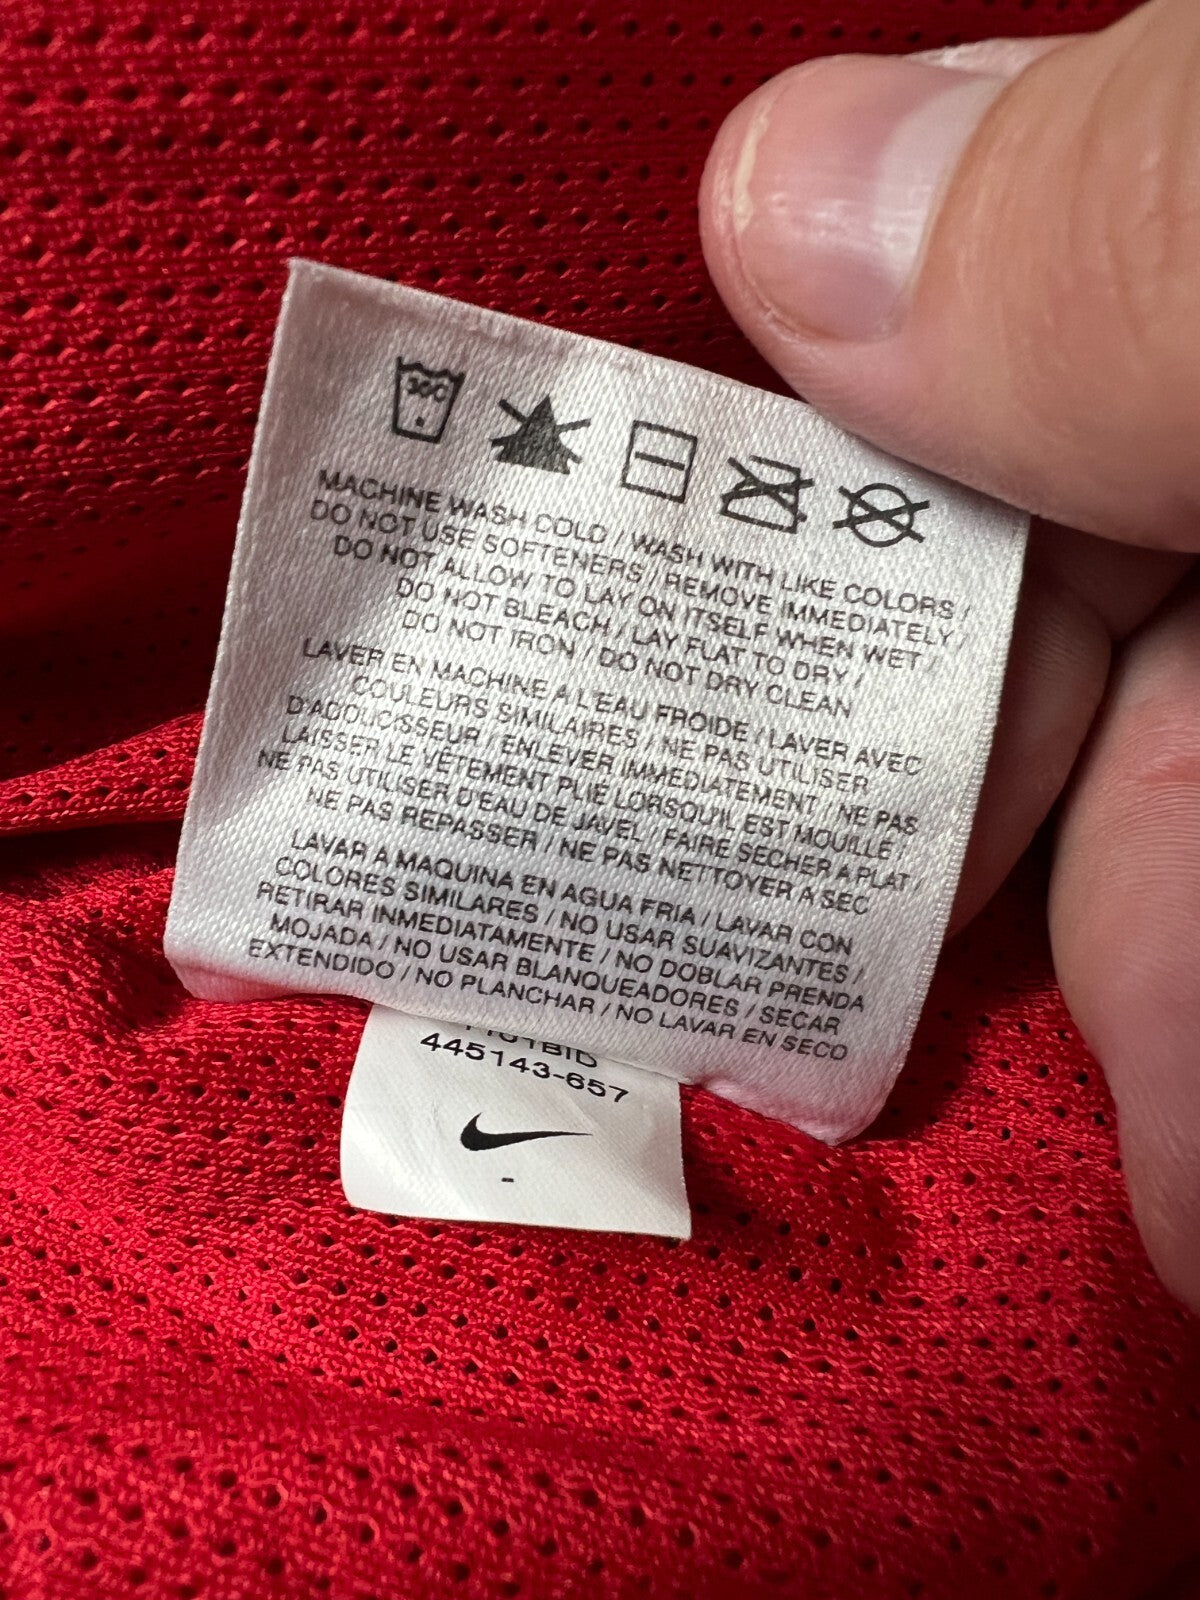 30C
MACHINE WASH COLD / WASH WITH LIKE COLORS /
DO NOT USE SOFTENERS / REMOVE IMMEDIATELY /
DO NOT ALLOW TO LAY ON ITSELF WHEN WET /
DO NOT BLEACH / LAY FLAT TO DRY /
DO NOT IRON / DO NOT DRY CLEAN
LAVER EN MACHINE A L'EAU FROIDE / LAVER AVEC
COULEURS SIMILAIRES / NE PAS UTILISER
D'ADOUCISSEUR / ENLEVER IMMEDIATEMENT / NE PAS
LAISSER LE VÊTEMENT PLIE LORSQU'IL EST MOUILLE /
NE PAS UTILISER D'EAU DE JAVEL / FAIRE SECHER A PLAT /
NE PAS REPASSER / NE PAS NETTOYER A SEC
LAVAR A MAQUINA EN AGUA FRIA / LAVAR CON
COLORES SIMILARES / NO USAR SUAVIZANTES /
RETIRAR INMEDIATAMENTE / NO DOBLAR PRENDA
MOJADA / NO USAR BLANQUEADORES / SECAR
EXTENDIDO / NO PLANCHAR / NO LAVAR EN SECO
445143-657
-